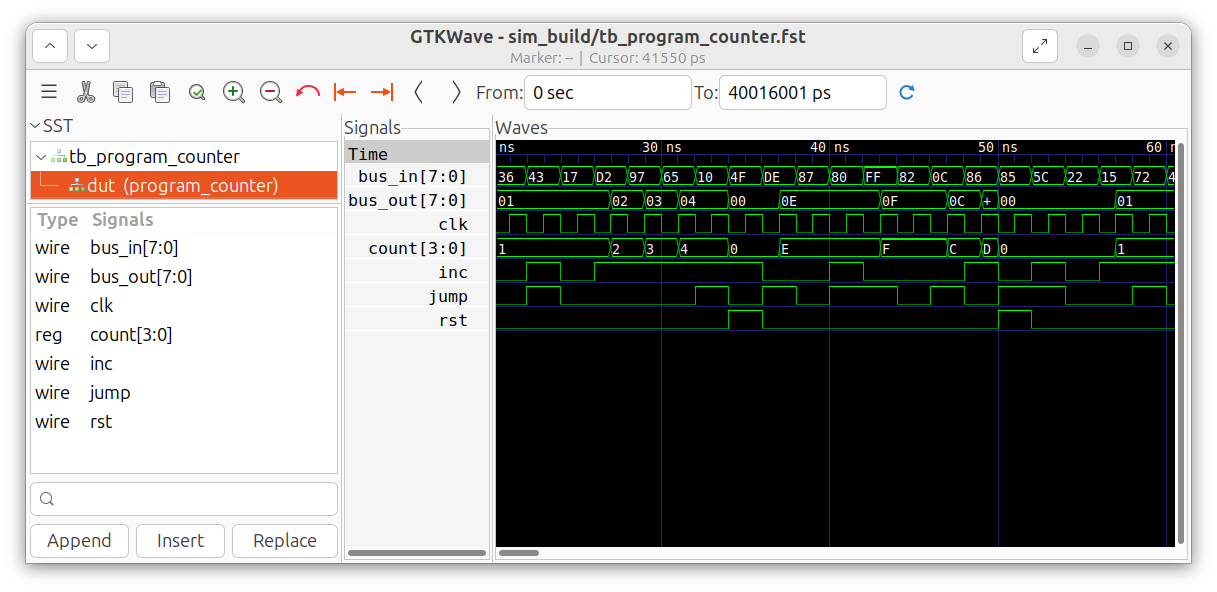 GTKWave - sim_build/tb_program_counter.fst
Marker: -- | Cursor: 41550 ps
From: 0 sec To: 40016001 ps
SST
tb_program_counter
dut (program_counter)
Type Signals
wire bus_in[7:0]
wire bus_out[7:0]
wire clk
reg count[3:0]
wire inc
wire jump
wire rst
Append Insert Replace
Signals
Time
bus_in[7:0]
bus_out[7:0]
clk
count[3:0]
inc
jump
rst
Waves
ns 30 ns 40 ns 50 ns 60 n
36 43 17 D2 97 65 10 4F DE 87 80 FF 82 0C 86 85 5C 22 15 72 4
01 02 03 04 00 0E 0F 0C + 00 01
1 2 3 4 0 E F C D 0 1